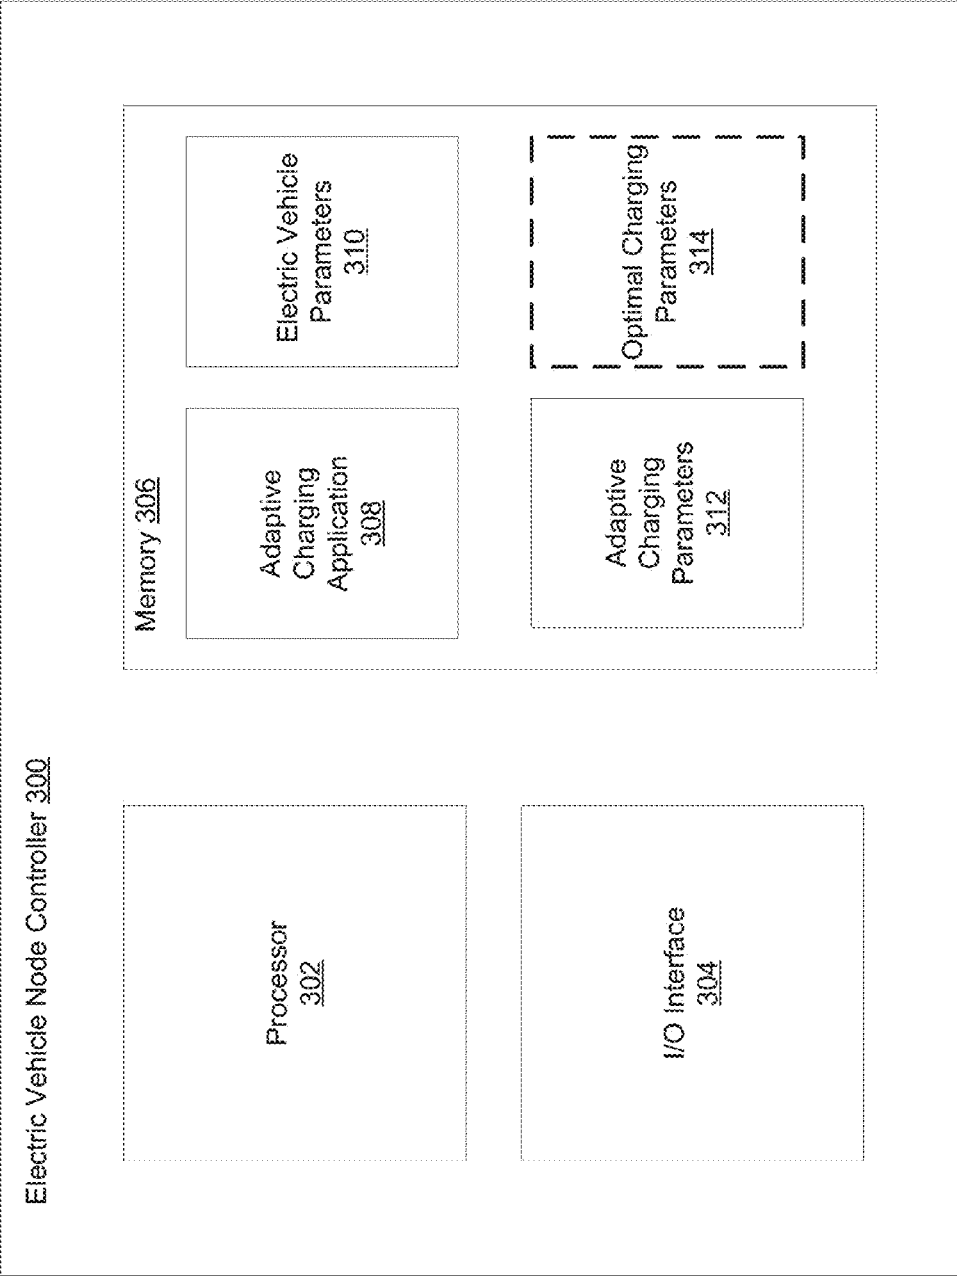 Electric Vehicle Node Controller 300
Processor
302
I/O Interface
304
Memory 306
Adaptive
Charging
Application
308
Electric Vehicle
Parameters
310
Adaptive
Charging
Parameters
312
Optimal Charging
Parameters
314